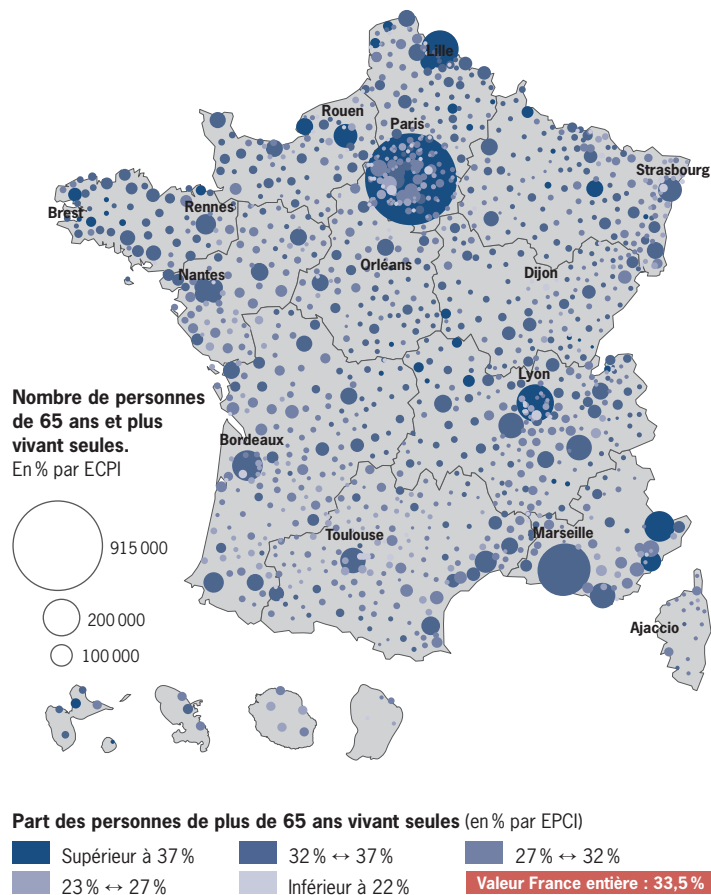 Lille
Rouen
Paris
Strasbourg
Brest
Rennes
Orléans
Nantes
Dijon
Lyon
Nombre de personnes
de 65 ans et plus
vivant seules.
En % par ECPI
Bordeaux
915 000
Toulouse
Marseille
200 000
100 000
Ajaccio
Part des personnes de plus de 65 ans vivant seules (en % par EPCI)
Supérieur à 37 %
32 % ↔ 37 %
27 % ↔ 32 %
23 % ↔ 27 %
Inférieur à 22 %
Valeur France entière : 33,5 %